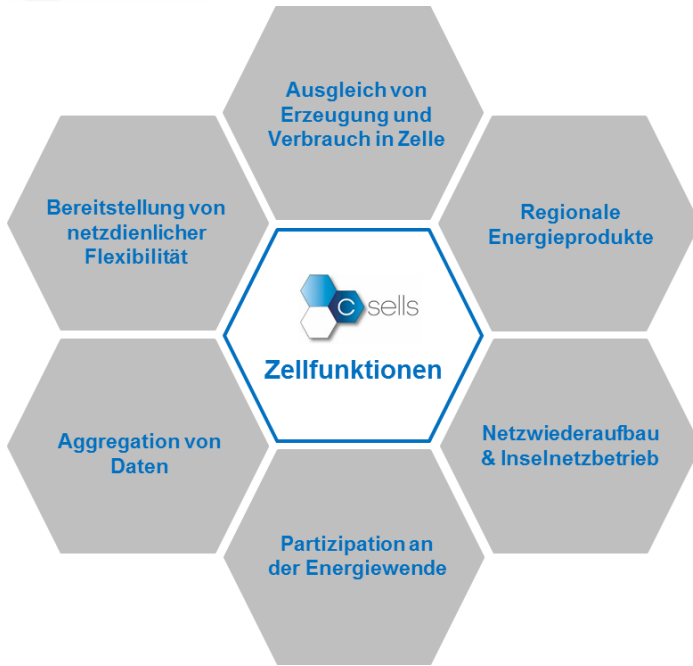 Ausgleich von
Erzeugung und
Verbrauch in Zelle
Bereitstellung von
netzdienlicher
Flexibilität
Regionale
Energieprodukte
C sells
Zellfunktionen
Aggregation von
Daten
Netzwiederaufbau
& Inselnetzbetrieb
Partizipation an
der Energiewende